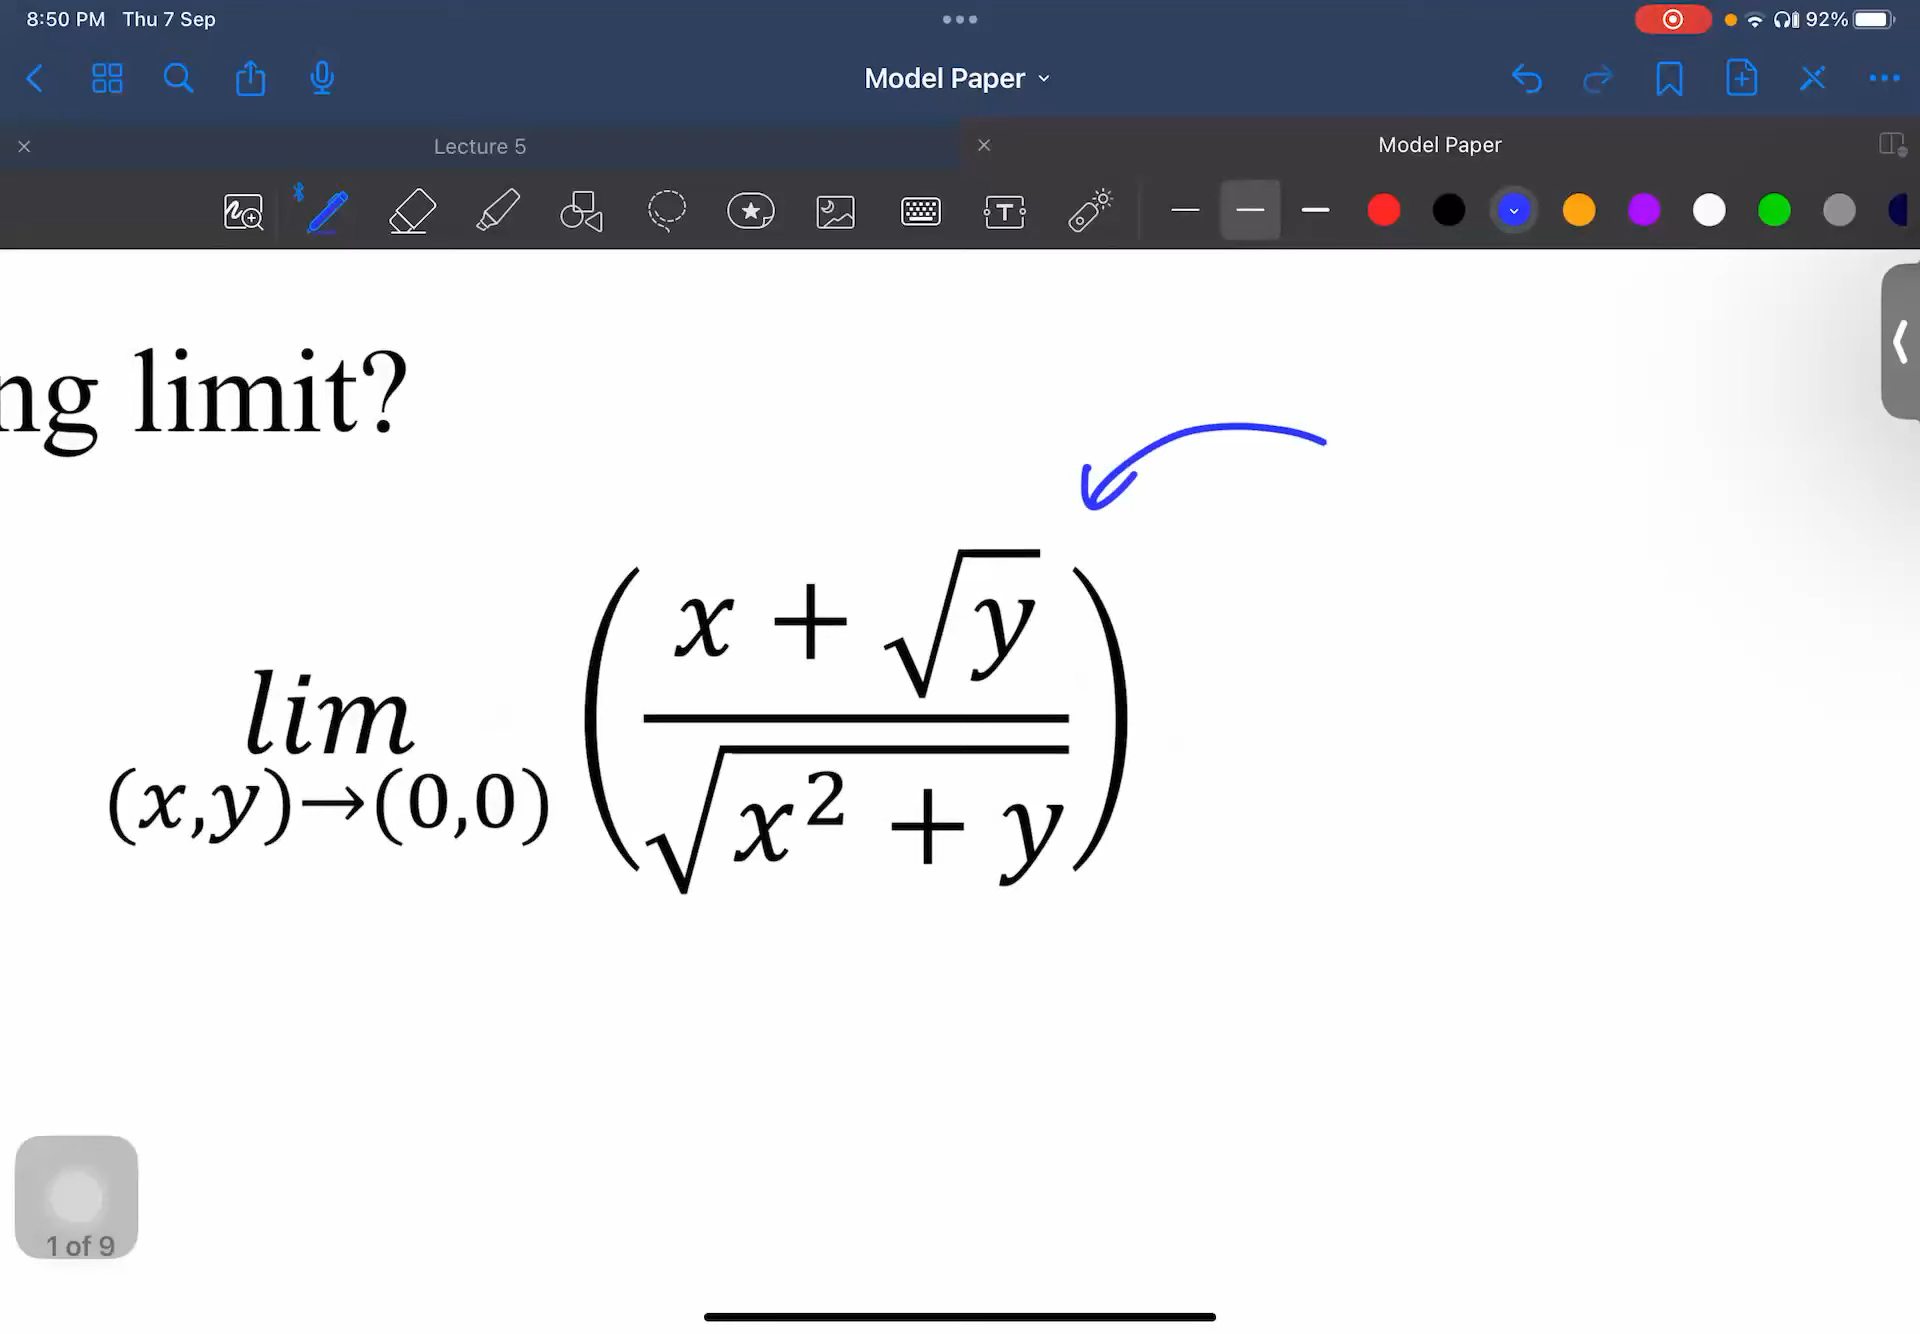 8:50 PM Thu 7 Sep
92%
Model Paper
Lecture 5
Model Paper
T
ng limit?
lim
(x,y)→(0,0)
(x + √y / √x² + y)
1 of 9